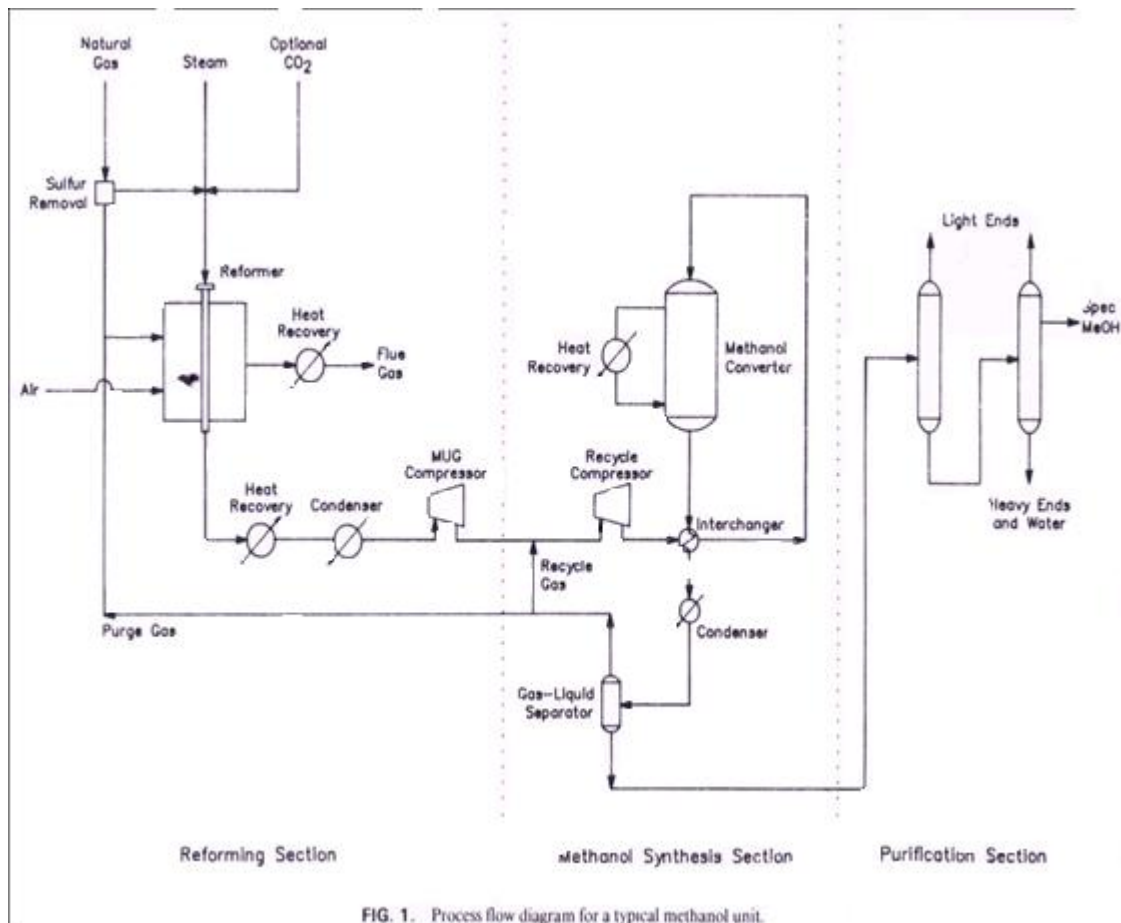 Natural
Gas
Steam
Optional
CO2
Sulfur
Removal
Reformer
Heat
Recovery
Flue
Gas
Air
Heat
Recovery
Condenser
MUG
Compressor
Purge Gas
Recycle
Gas
Recycle
Compressor
Heat
Recovery
Methanol
Converter
Interchanger
Condenser
Gas-Liquid
Separator
Light Ends
Spec
MeOH
Heavy Ends
and Water
Reforming Section
Methanol Synthesis Section
Purification Section
FIG. 1. Process flow diagram for a typical methanol unit.